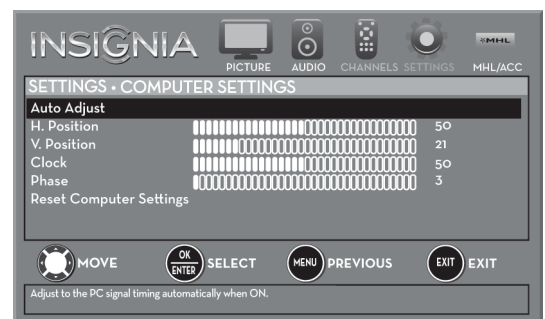 INSIGNIA
PICTURE AUDIO CHANNELS SETTINGS MHL MHL/ACC
SETTINGS • COMPUTER SETTINGS
Auto Adjust
H. Position 50
V. Position 21
Clock 50
Phase 3
Reset Computer Settings
MOVE OK ENTER SELECT MENU PREVIOUS EXIT EXIT
Adjust to the PC signal timing automatically when ON.